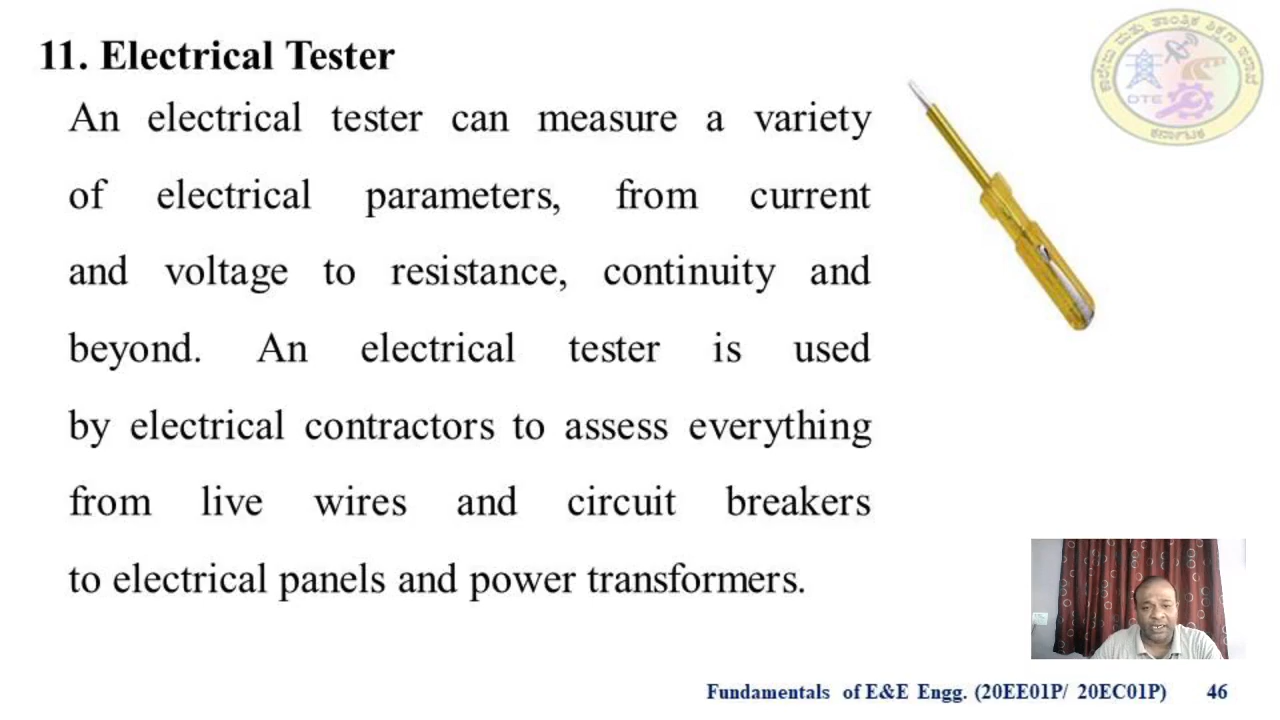 11. Electrical Tester
An electrical tester can measure a variety
of electrical parameters, from current
and voltage to resistance, continuity and
beyond. An electrical tester is used
by electrical contractors to assess everything
from live wires and circuit breakers
to electrical panels and power transformers.
DTE
ಕರ್ನಾಟಕ
Fundamentals of E&E Engg. (20EE01P/ 20EC01P) 46